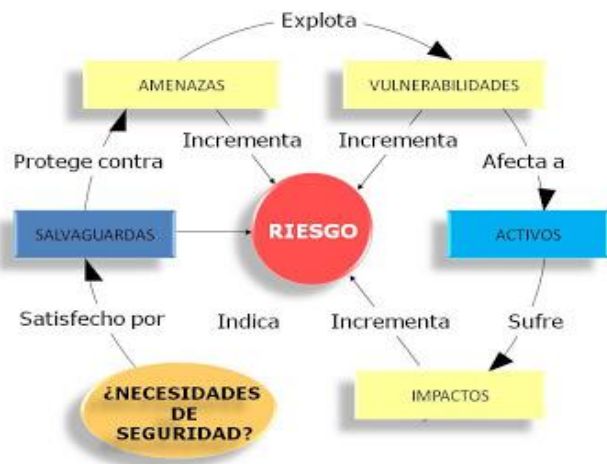 Explota
AMENAZAS
VULNERABILIDADES
Incrementa
Incrementa
Protege contra
Afecta a
SALVAGUARDAS
RIESGO
ACTIVOS
Satisfecho por
Indica
Incrementa
Sufre
¿NECESIDADES
DE
SEGURIDAD?
IMPACTOS